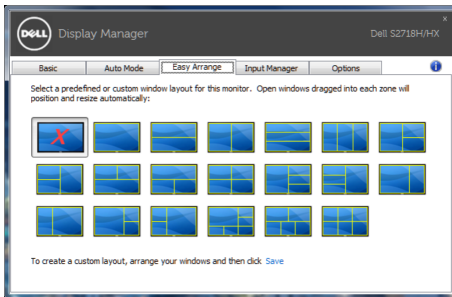 DELL Display Manager
Dell S2718H/HX
x
Basic Auto Mode Easy Arrange Input Manager Options i
Select a predefined or custom window layout for this monitor. Open windows dragged into each zone will
position and resize automatically:
X
To create a custom layout, arrange your windows and then click Save